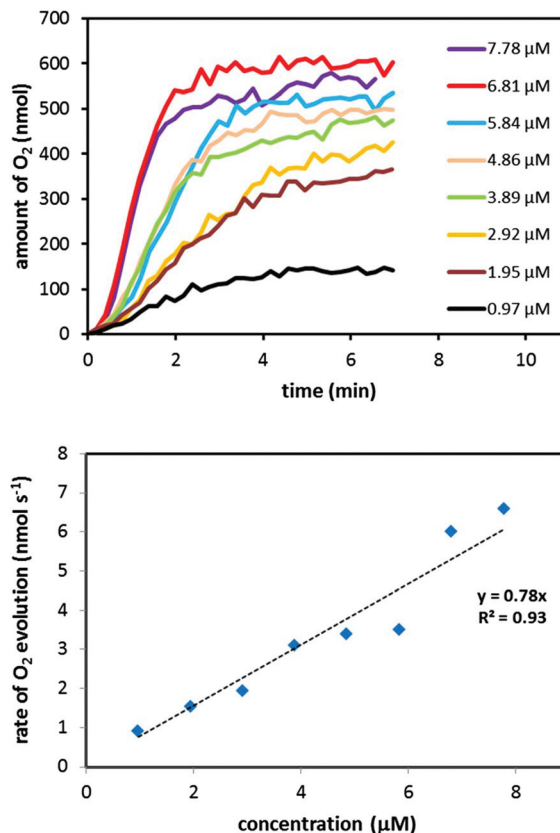 700
600
500
400
300
200
100
0
amount of O₂ (nmol)
7.78 µM
6.81 µM
5.84 µM
4.86 µM
3.89 µM
2.92 µM
1.95 µM
0.97 µM
0 2 4 6 8 10
time (min)
8
7
6
5
4
3
2
1
0
rate of O₂ evolution (nmol s⁻¹)
y = 0.78x
R² = 0.93
0 2 4 6 8
concentration (µM)